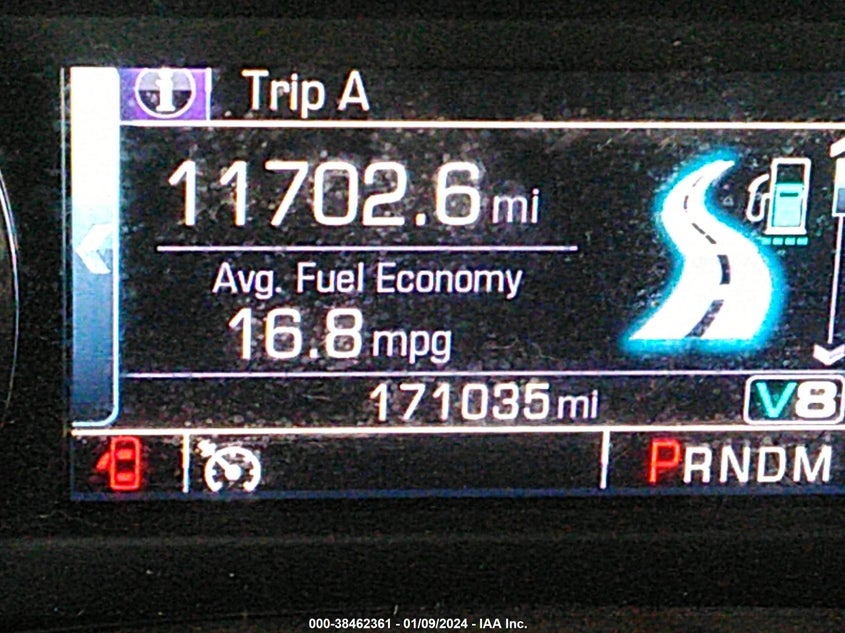 Trip A
11702.6 mi
Avg. Fuel Economy
16.8 mpg
171035 mi
V8
PRNDM
000-38462361 - 01/09/2024 - IAA Inc.